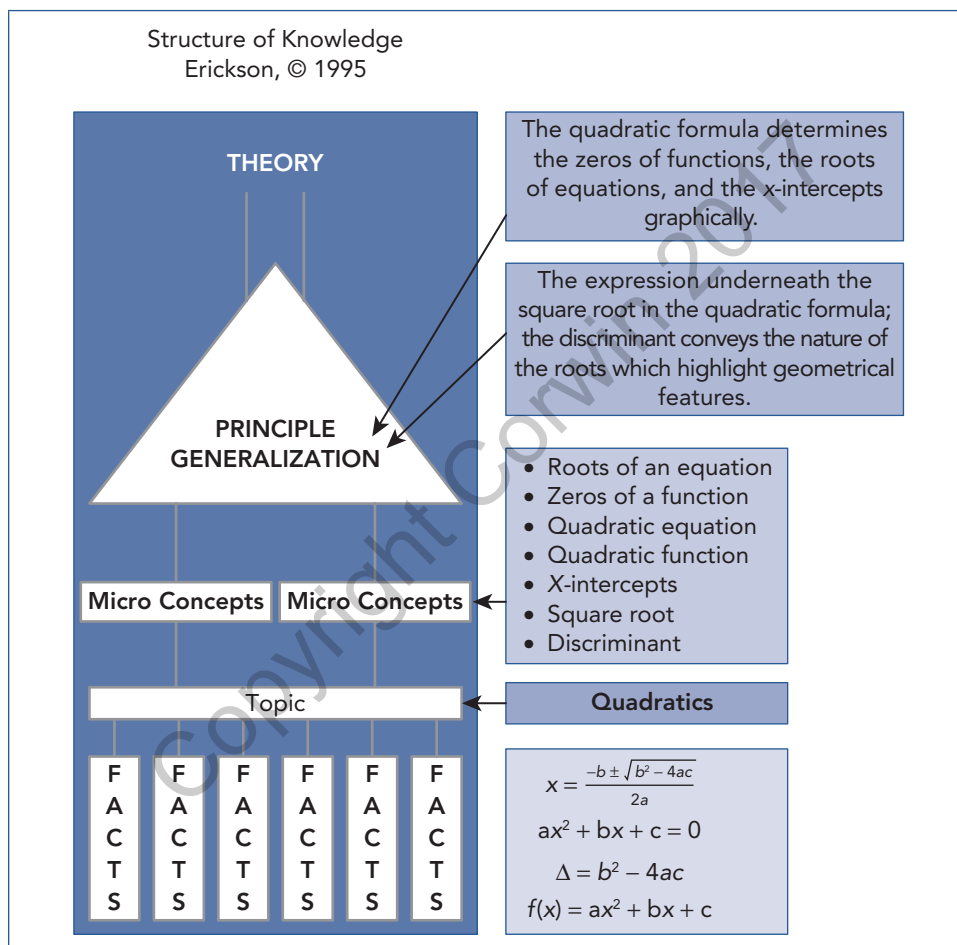 Structure of Knowledge
Erickson, © 1995
THEORY
PRINCIPLE
GENERALIZATION
Micro Concepts
Micro Concepts
Topic
FACTS
FACTS
FACTS
FACTS
FACTS
FACTS
The quadratic formula determines
the zeros of functions, the roots
of equations, and the x-intercepts
graphically.
The expression underneath the
square root in the quadratic formula;
the discriminant conveys the nature of
the roots which highlight geometrical
features.
• Roots of an equation
• Zeros of a function
• Quadratic equation
• Quadratic function
• X-intercepts
• Square root
• Discriminant
Quadratics
x = \frac{-b ± \sqrt{b² − 4ac}}{2a}
ax² + bx + c = 0
Δ = b² − 4ac
f(x) = ax² + bx + c
Copyright Corwin 2017